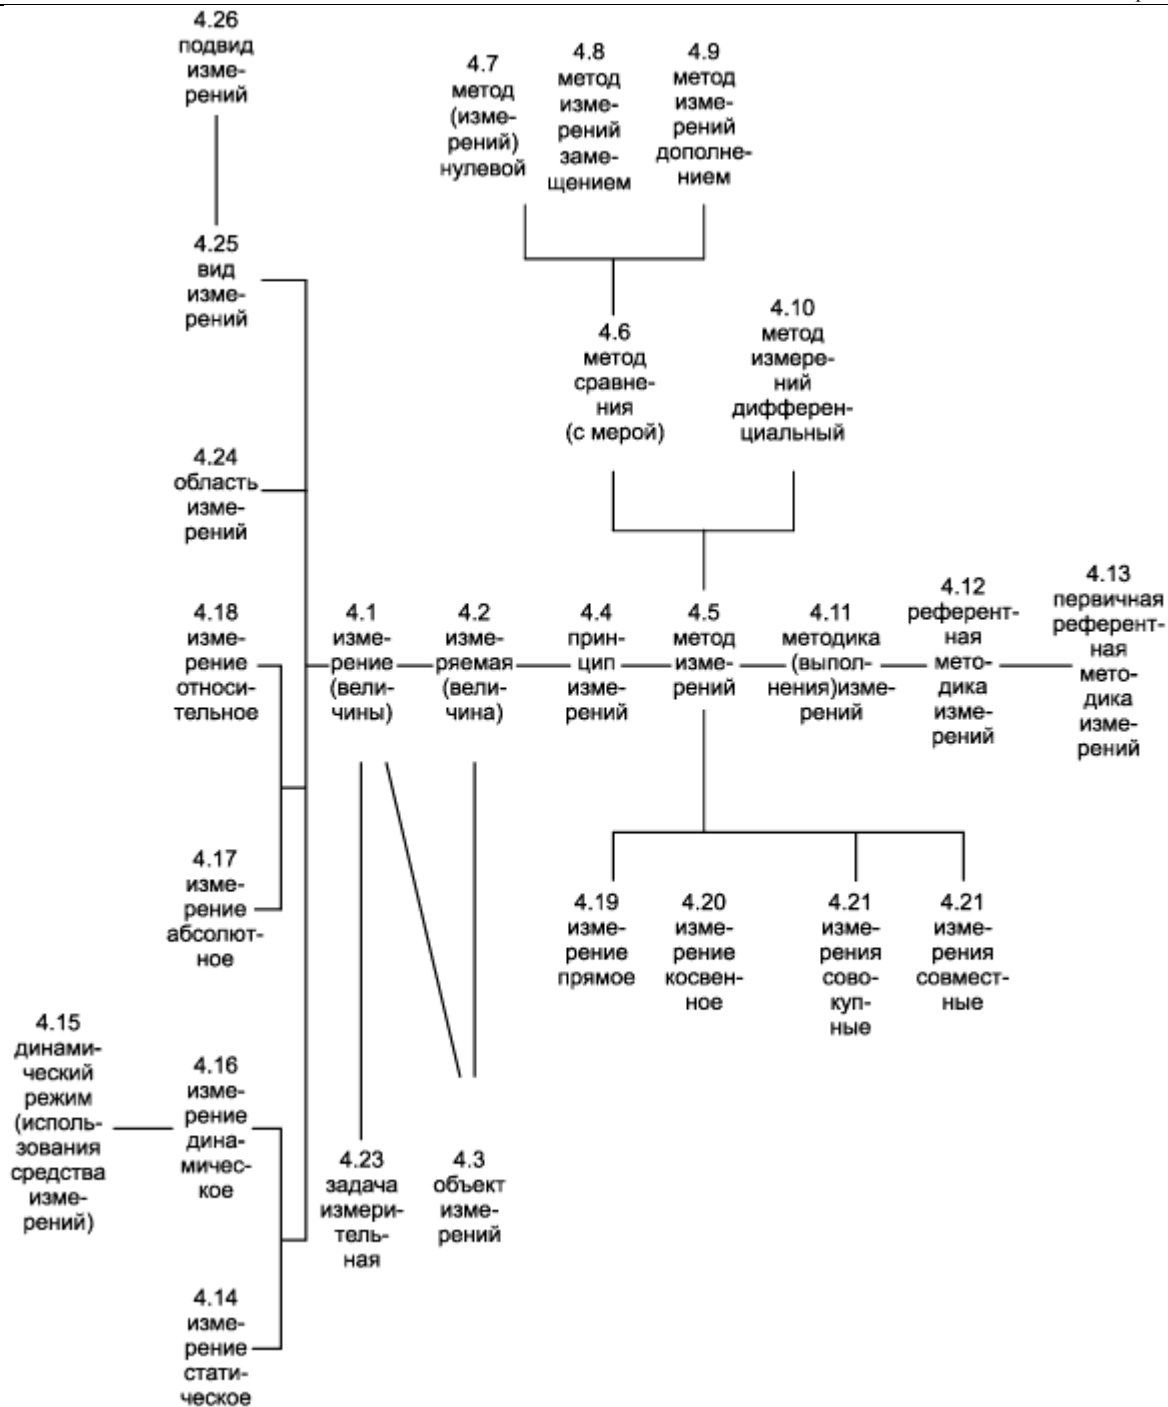 4.26
подвид
изме-
рений
4.7
метод
(изме-
рений)
нулевой
4.8
метод
изме-
рений
заме-
щением
4.9
метод
изме-
рений
дополне-
нием
4.25
вид
изме-
рений
4.6
метод
сравне-
ния
(с мерой)
4.10
метод
измере-
ний
дифферен-
циальный
4.24
область
изме-
рений
4.18
изме-
рение
относи-
тельное
4.1
изме-
рение
(вели-
чины)
4.2
изме-
ряемая
(вели-
чина)
4.4
прин-
цип
изме-
рений
4.5
метод
изме-
рений
4.11
методика
(выпол-
нения)изме-
рений
4.12
референт-
ная
мето-
дика
изме-
рений
4.13
первичная
референт-
ная
мето-
дика
изме-
рений
4.17
изме-
рение
абсолют-
ное
4.19
изме-
рение
прямое
4.20
изме-
рение
косвен-
ное
4.21
изме-
рения
сово-
куп-
ные
4.21
изме-
рения
совмест-
ные
4.15
динами-
ческий
режим
(исполь-
зования
средства
изме-
рений)
4.16
изме-
рение
дина-
мичес-
кое
4.23
задача
измери-
тель-
ная
4.3
объект
изме-
рений
4.14
изме-
рение
стати-
ческое